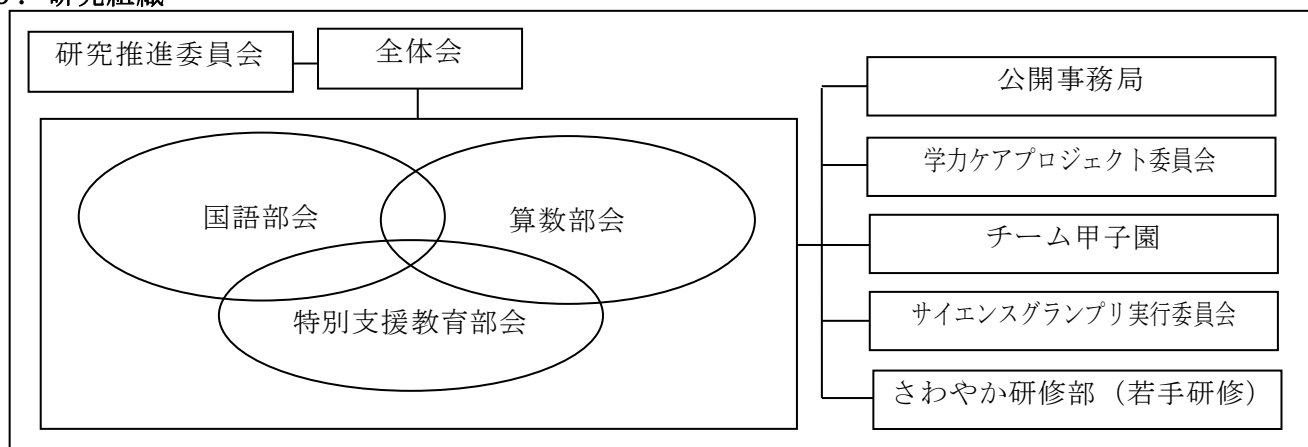 研究推進委員会
全体会
国語部会
算数部会
特別支援教育部会
公開事務局
学力ケアプロジェクト委員会
チーム甲子園
サイエンスグランプリ実行委員会
さわやか研修部（若手研修）